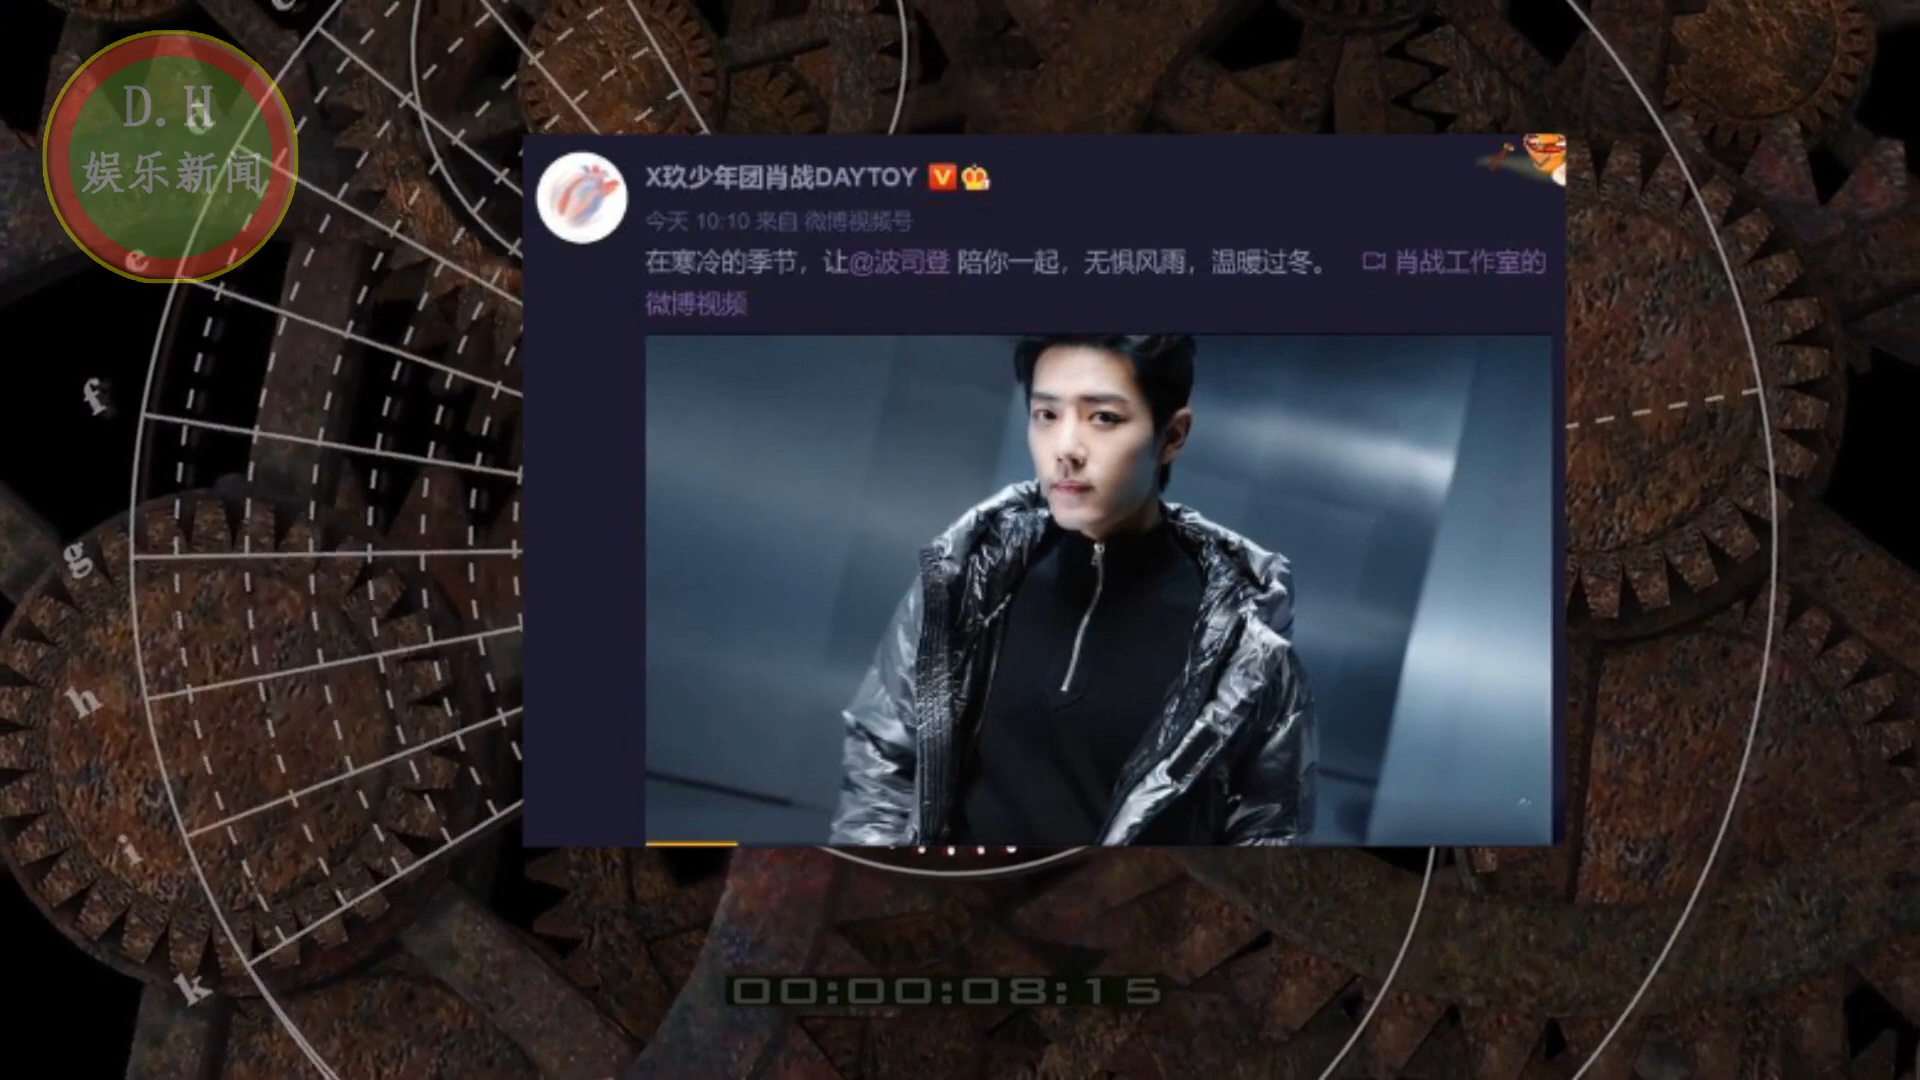 D.H
娱乐新闻
X玖少年团肖战DAYTOY
今天 10:10 来自 微博视频号
在寒冷的季节，让@波司登 陪你一起，无惧风雨，温暖过冬。 肖战工作室的
微博视频
e
f
g
h
i
k
00:00:08:15